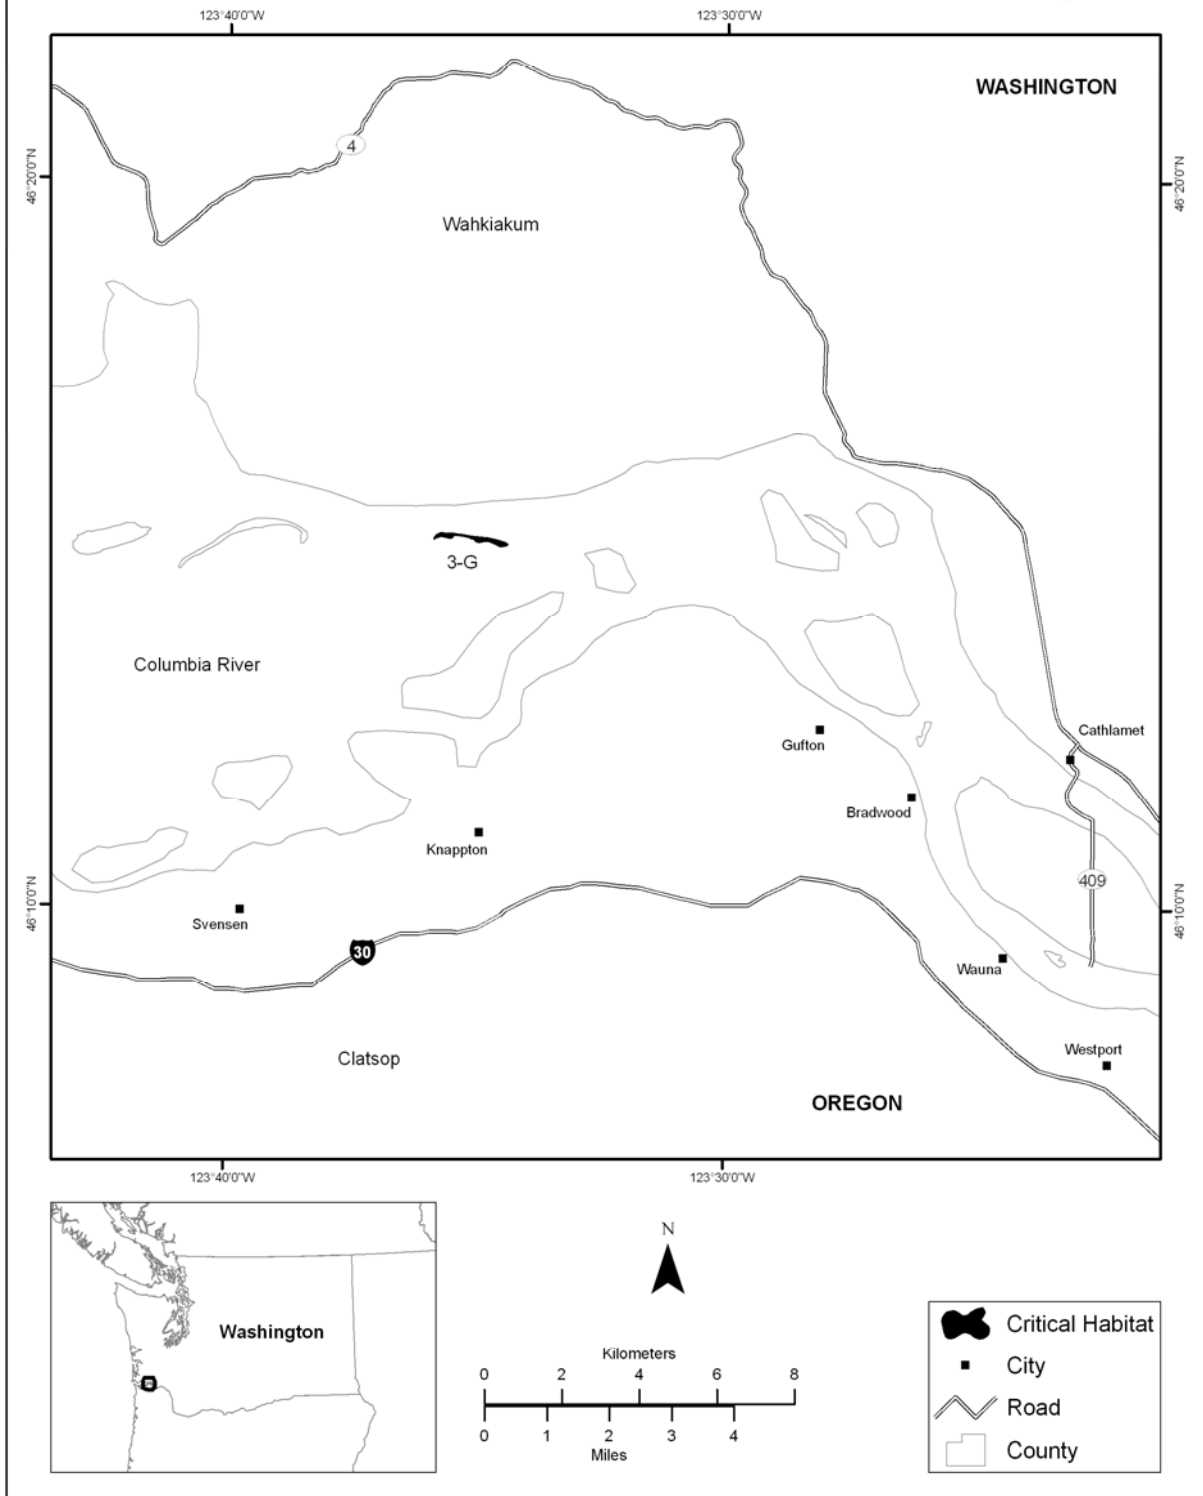 123°40'0"W
123°30'0"W
WASHINGTON
4
46°20'0"N
46°20'0"N
Wahkiakum
3-G
Columbia River
Cathlamet
Gufton
Bradwood
Knappton
409
46°10'0"N
46°10'0"N
Svensen
30
Wauna
Westport
Clatsop
OREGON
123°40'0"W
123°30'0"W
N
Washington
Kilometers
0 2 4 6 8
0 1 2 3 4
Miles
Critical Habitat
City
Road
County